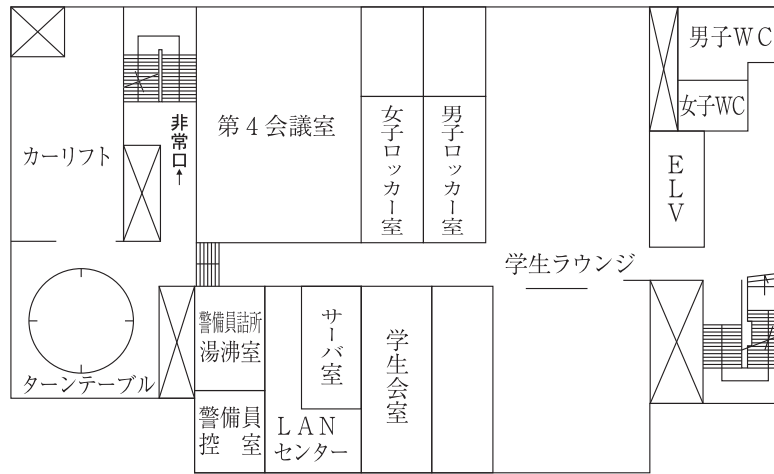 男子WC
女子WC
非常口↑
カーリフト
第4会議室
女子ロッカー室
男子ロッカー室
ELV
学生ラウンジ
警備員詰所
湯沸室
サーバ室
学生会室
ターンテーブル
警備員
控室
LAN
センター